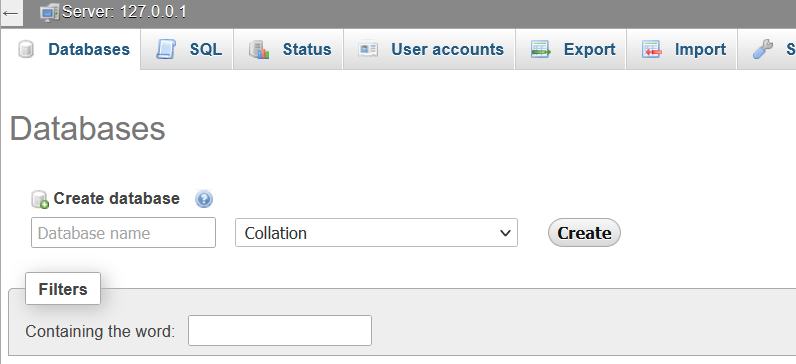 Server: 127.0.0.1
Databases SQL Status User accounts Export Import
Databases
Create database
Database name Collation Create
Filters
Containing the word: